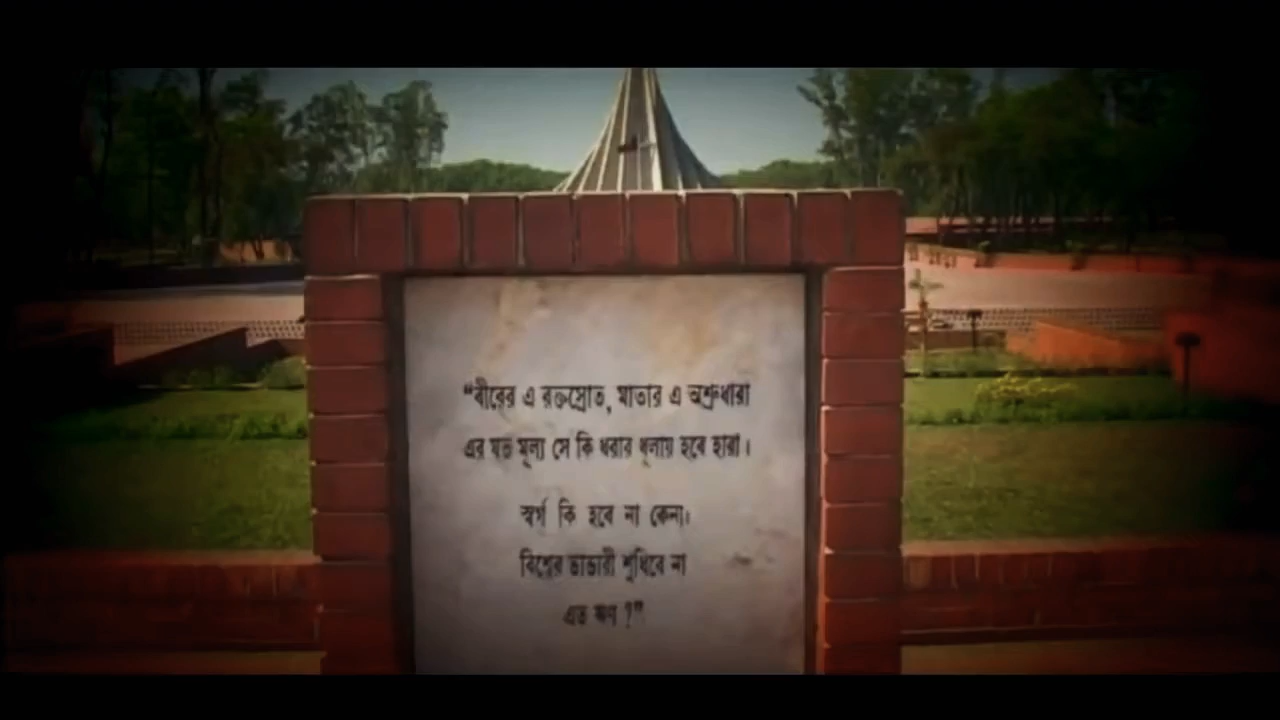 “বীরের এ রক্তস্রোত, মাতার এ অশ্রুধারা
এর যত মূল্য সে কি ধরার ধূলায় হবে হারা।
স্বর্গ কি হবে না কেনা।
বিশ্বের ভান্ডারী শুধিবে না
এত ঋণ ?”